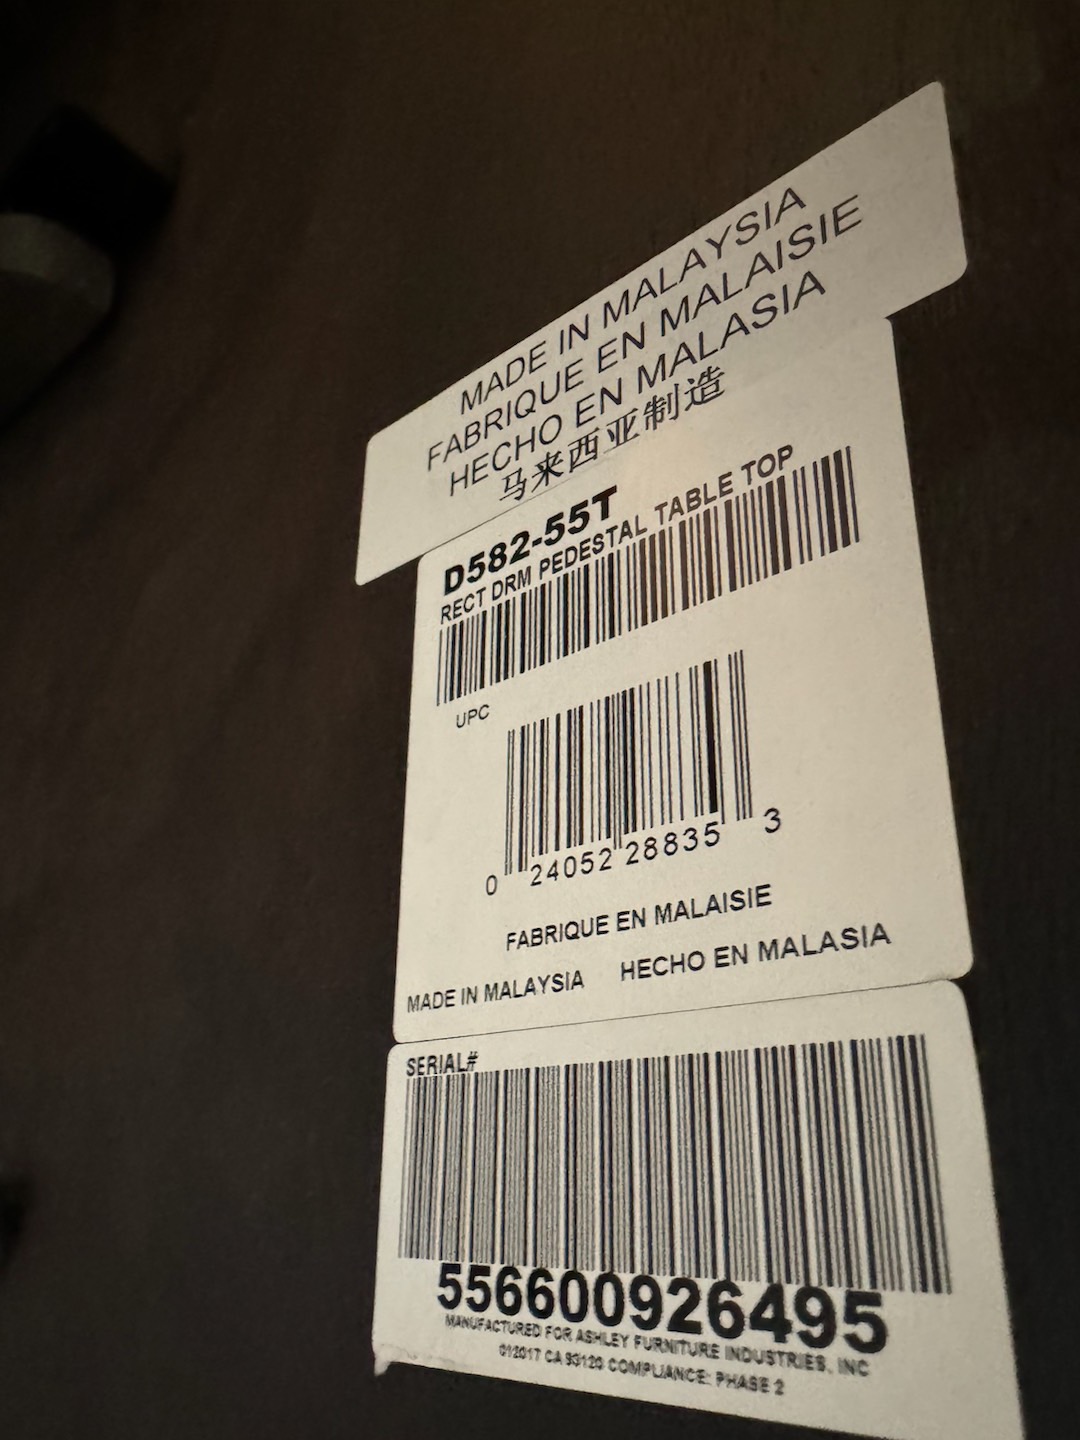 MADE IN MALAYSIA
FABRIQUE EN MALAISIE
HECHO EN MALASIA
马来西亚制造
D582-55T
RECT DRM PEDESTAL TABLE TOP
UPC
0 24052 28835 3
FABRIQUE EN MALAISIE
MADE IN MALAYSIA HECHO EN MALASIA
SERIAL#
556600926495
MANUFACTURED FOR ASHLEY FURNITURE INDUSTRIES, INC
012017 CA 93120 COMPLIANCE: PHASE 2